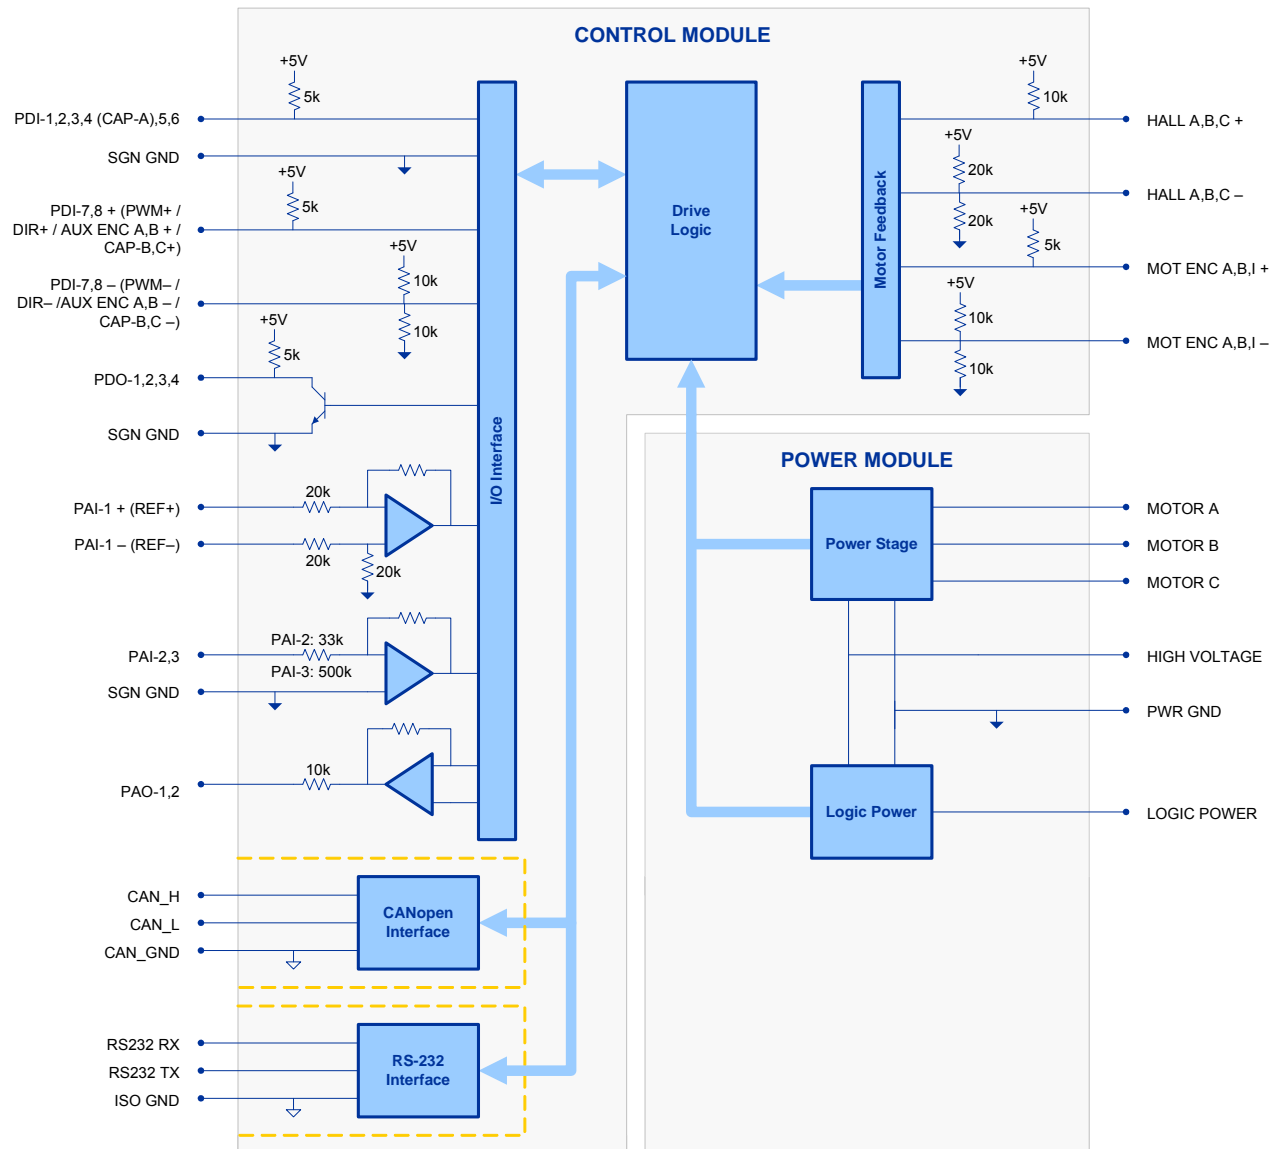 CONTROL MODULE
+5V
5k
PDI-1,2,3,4 (CAP-A),5,6
SGN GND
+5V
5k
PDI-7,8 + (PWM+ /
DIR+ / AUX ENC A,B + /
CAP-B,C+)
+5V
10k
PDI-7,8 – (PWM– /
DIR– /AUX ENC A,B – /
CAP-B,C –)
10k
+5V
5k
PDO-1,2,3,4
SGN GND
20k
PAI-1 + (REF+)
PAI-1 – (REF–)
20k
20k
PAI-2: 33k
PAI-2,3
PAI-3: 500k
SGN GND
10k
PAO-1,2
I/O Interface
Drive
Logic
Motor Feedback
+5V
10k
HALL A,B,C +
+5V
20k
HALL A,B,C –
20k
+5V
5k
MOT ENC A,B,I +
+5V
10k
MOT ENC A,B,I –
10k
POWER MODULE
Power Stage
MOTOR A
MOTOR B
MOTOR C
HIGH VOLTAGE
PWR GND
Logic Power
LOGIC POWER
CAN_H
CAN_L
CAN_GND
CANopen
Interface
RS232 RX
RS232 TX
ISO GND
RS-232
Interface